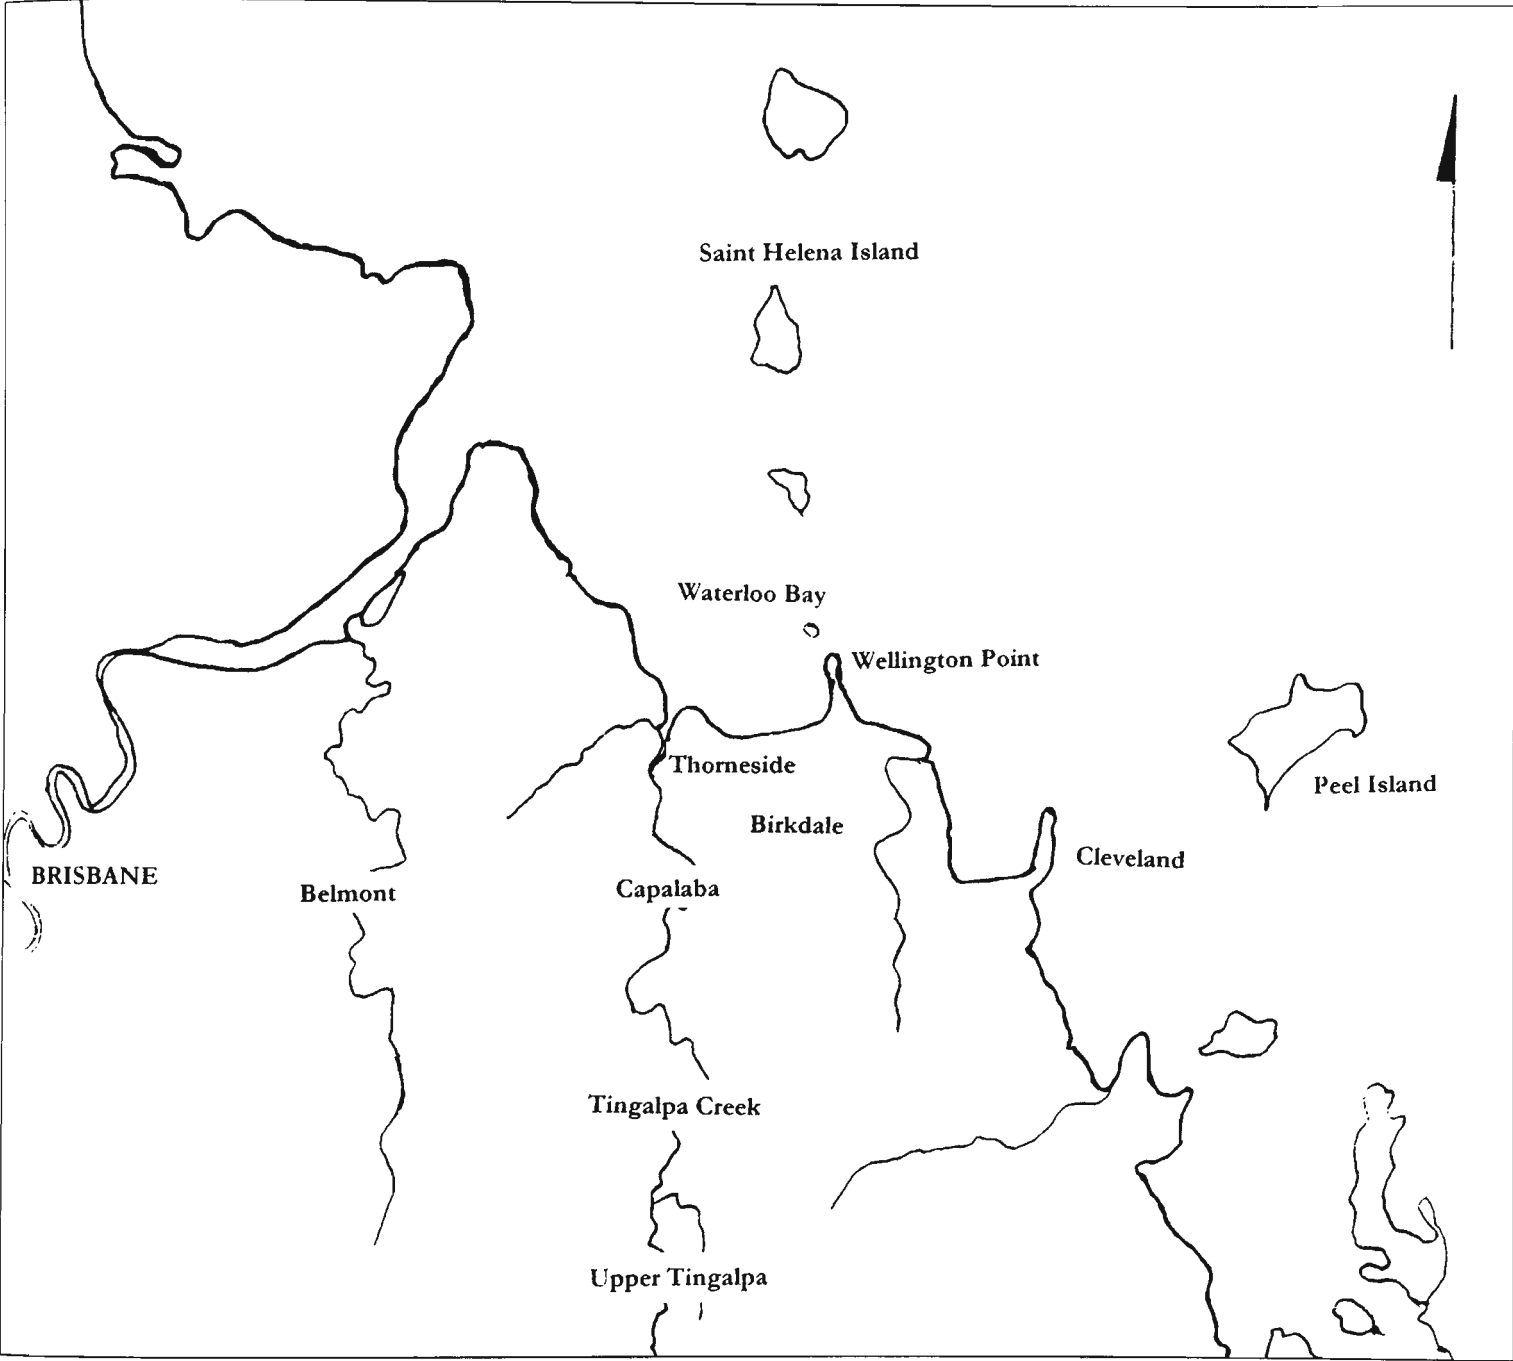 Saint Helena Island
Waterloo Bay
Wellington Point
Thorneside
Peel Island
Birkdale
Cleveland
BRISBANE
Belmont
Capalaba
Tingalpa Creek
Upper Tingalpa